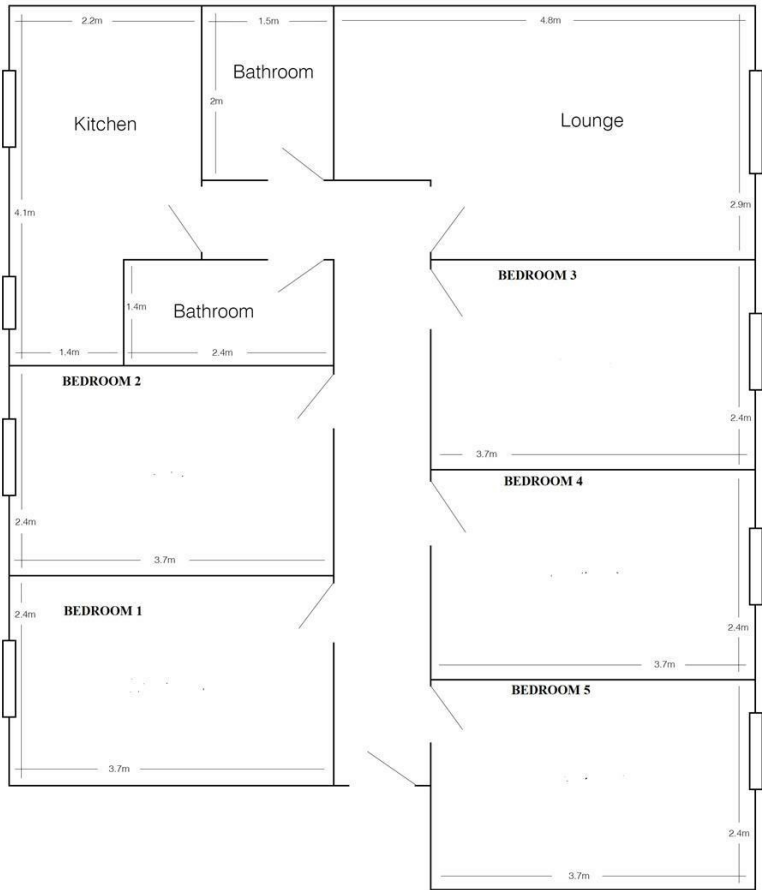 2.2m
1.5m
4.8m
Bathroom
2m
Kitchen
Lounge
2.9m
4.1m
BEDROOM 3
1.4m
Bathroom
1.4m
2.4m
BEDROOM 2
2.4m
3.7m
BEDROOM 4
2.4m
3.7m
BEDROOM 1
2.4m
2.4m
3.7m
BEDROOM 5
3.7m
2.4m
3.7m